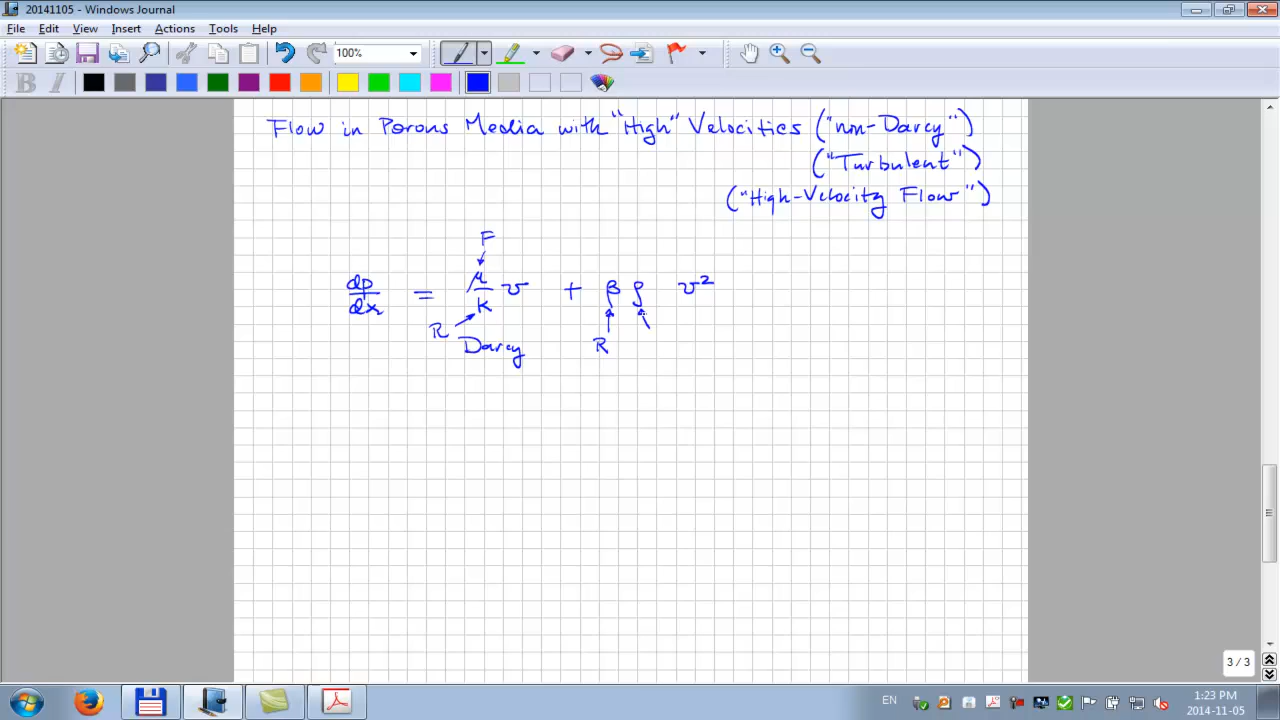 20141105 - Windows Journal
File Edit View Insert Actions Tools Help
100%
B I
Flow in Porous Media with "High" Velocities ("non-Darcy")
("Turbulent")
("High-Velocity Flow")
F
dp/dx = μ/k v + β ρ v²
R
Darcy
R
3 / 3
EN
1:23 PM
2014-11-05